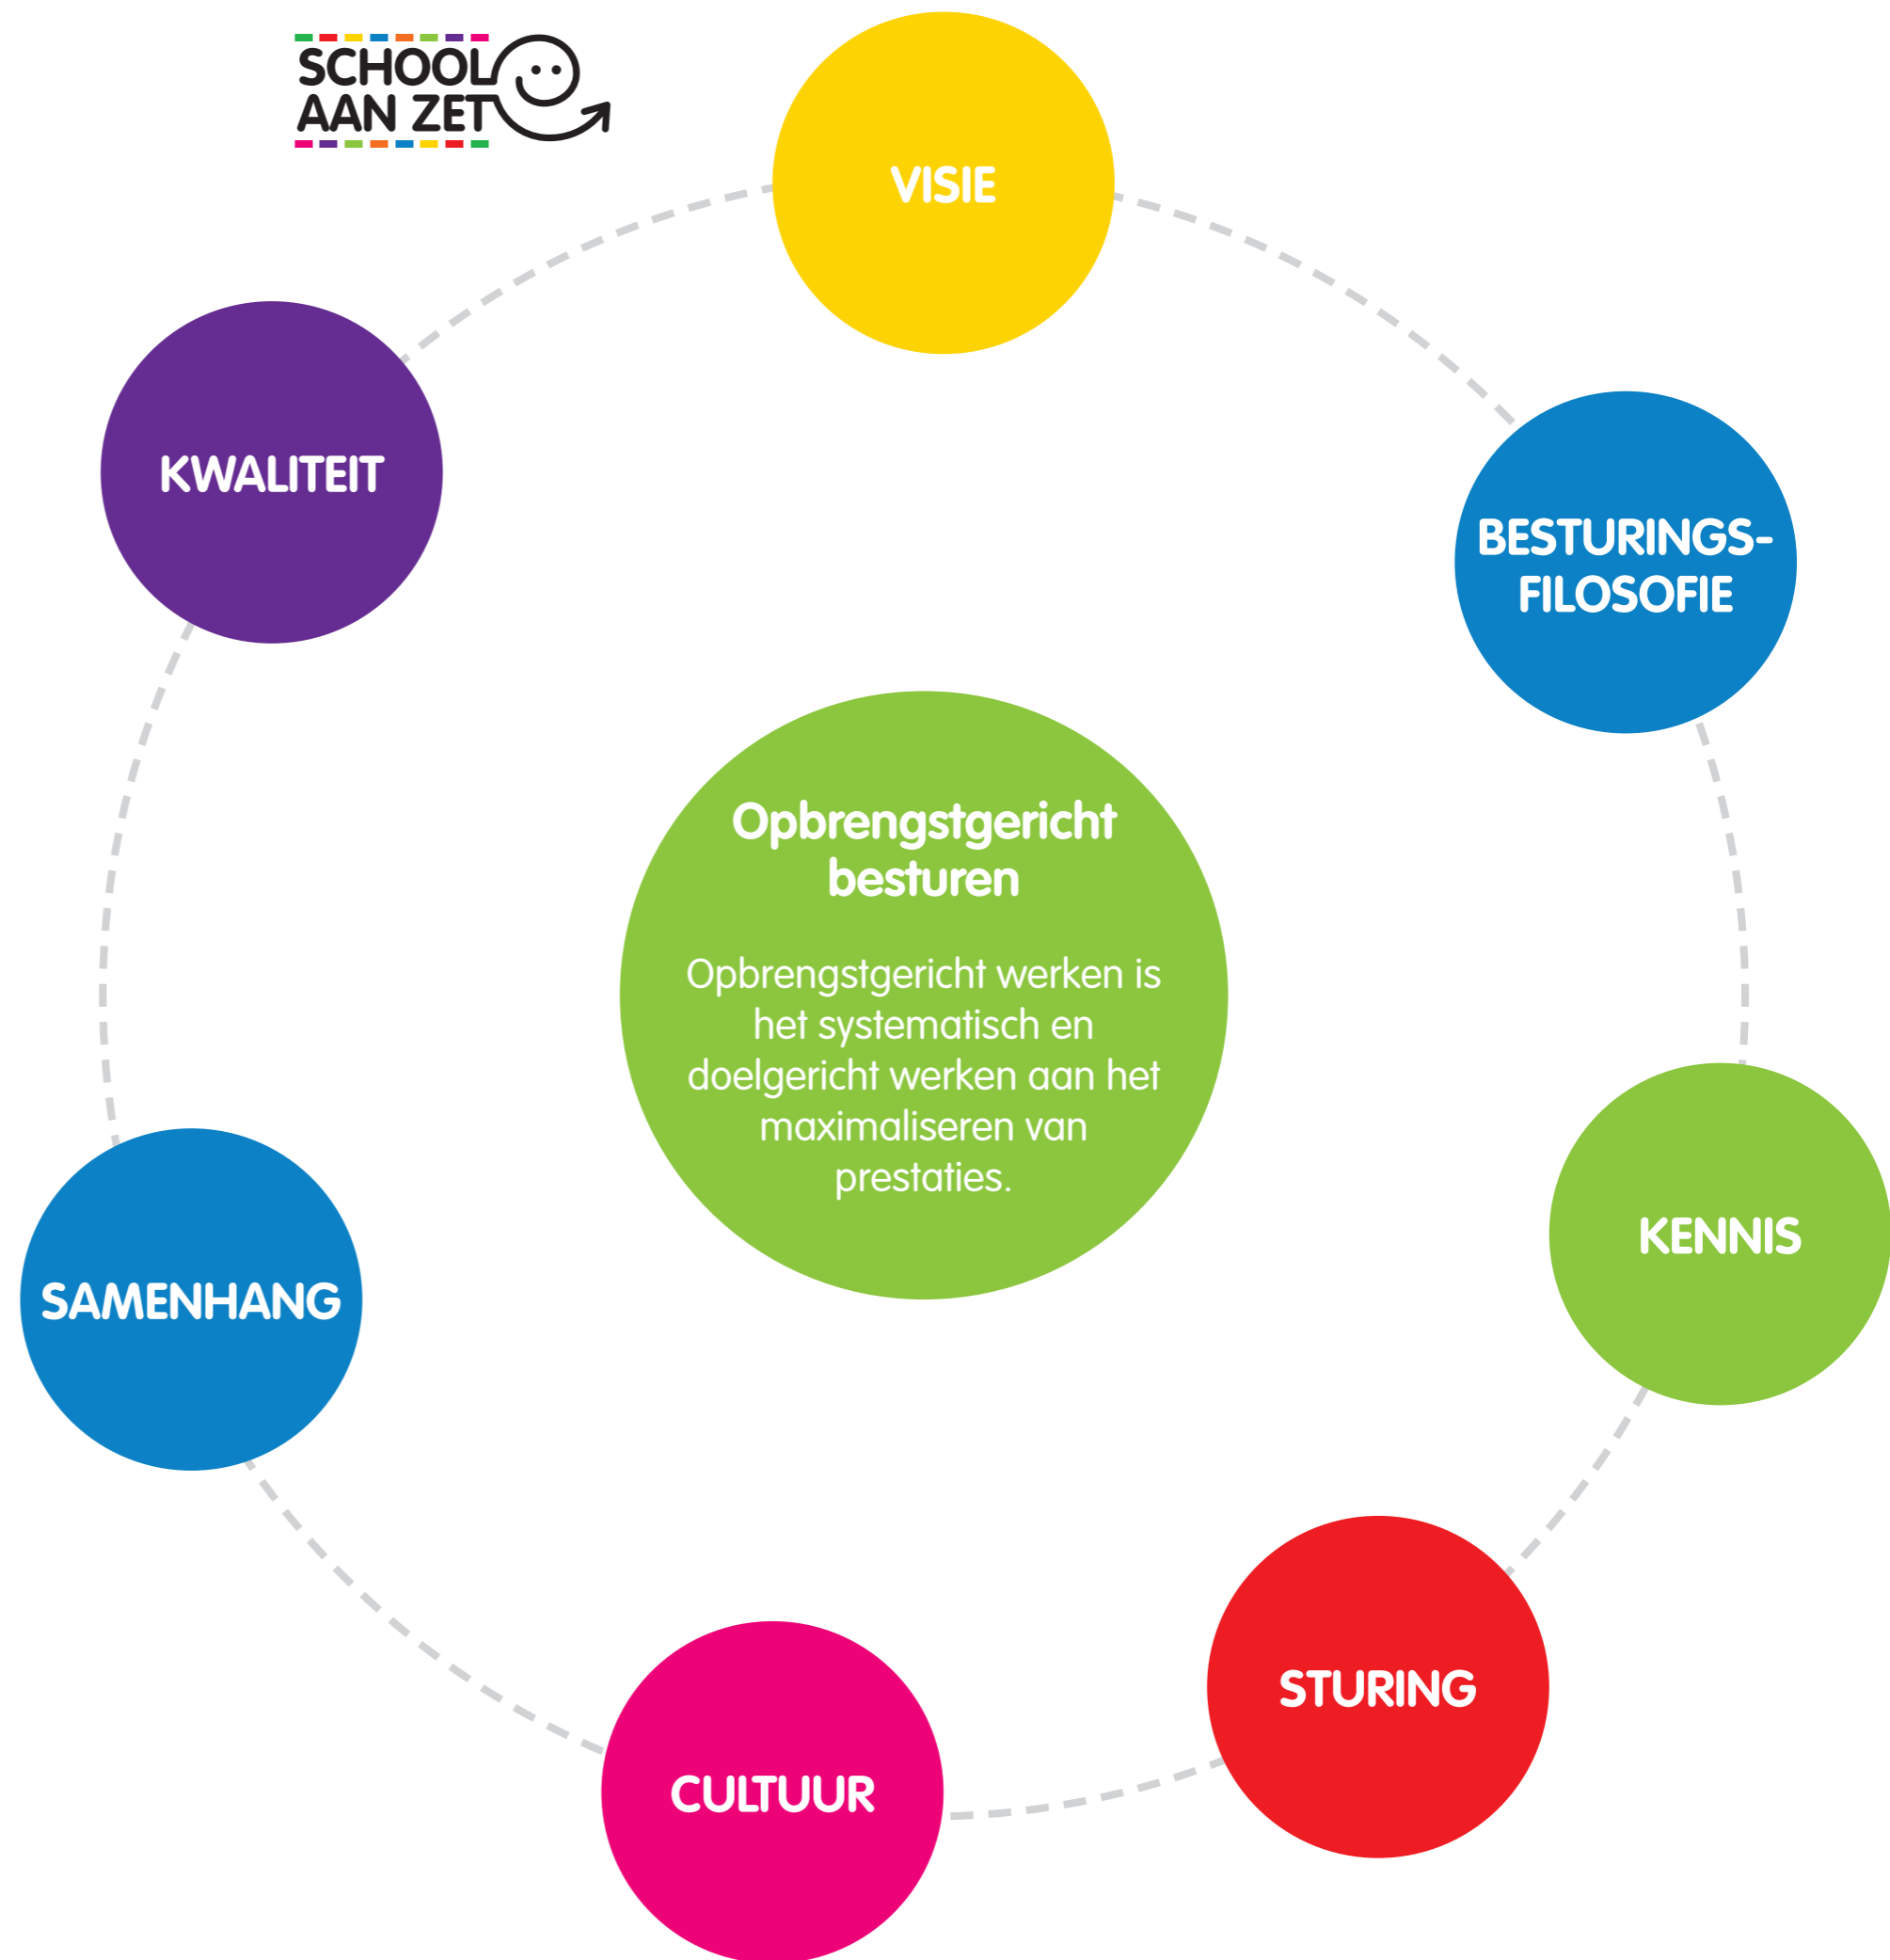 SCHOOL
AAN ZET
VISIE
KWALITEIT
BESTURINGS-
FILOSOFIE
Opbrengstgericht
besturen
Opbrengstgericht werken is
het systematisch en
doelgericht werken aan het
maximaliseren van
prestaties.
KENNIS
SAMENHANG
STURING
CULTUUR